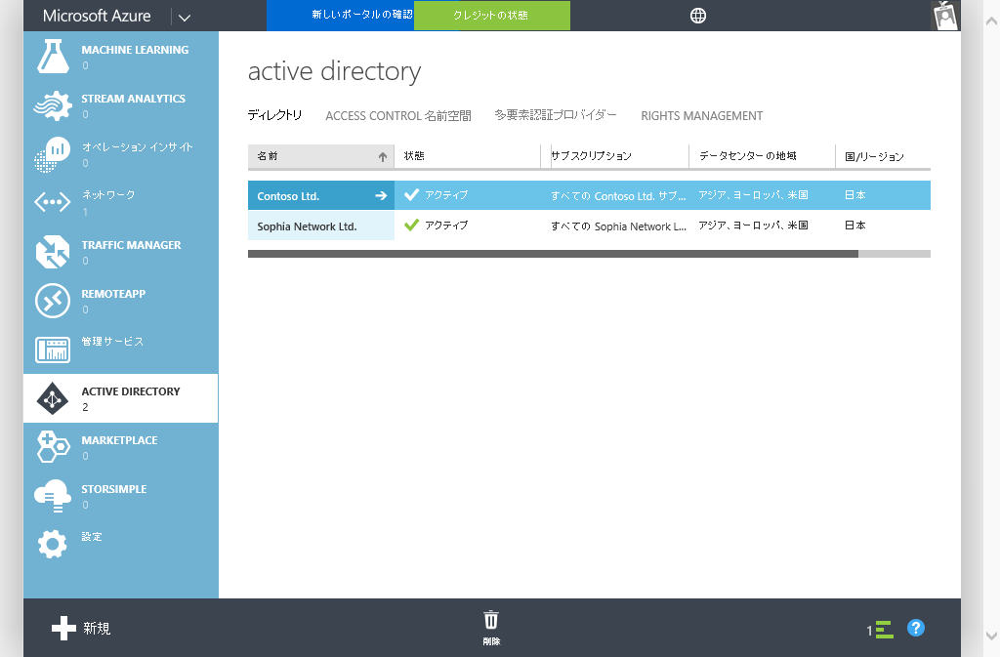 Microsoft Azure
新しいポータルの確認
クレジットの状態
MACHINE LEARNING
0
STREAM ANALYTICS
0
オペレーション インサイト
0
ネットワーク
1
TRAFFIC MANAGER
0
REMOTEAPP
0
管理サービス
ACTIVE DIRECTORY
2
MARKETPLACE
0
STORSIMPLE
0
設定
active directory
ディレクトリ ACCESS CONTROL 名前空間 多要素認証プロバイダー RIGHTS MANAGEMENT
名前 状態 サブスクリプション データセンターの地域 国/リージョン
Contoso Ltd. アクティブ すべての Contoso Ltd. サブ... アジア、ヨーロッパ、米国 日本
Sophia Network Ltd. アクティブ すべての Sophia Network L... アジア、ヨーロッパ、米国 日本
新規
削除
1
?